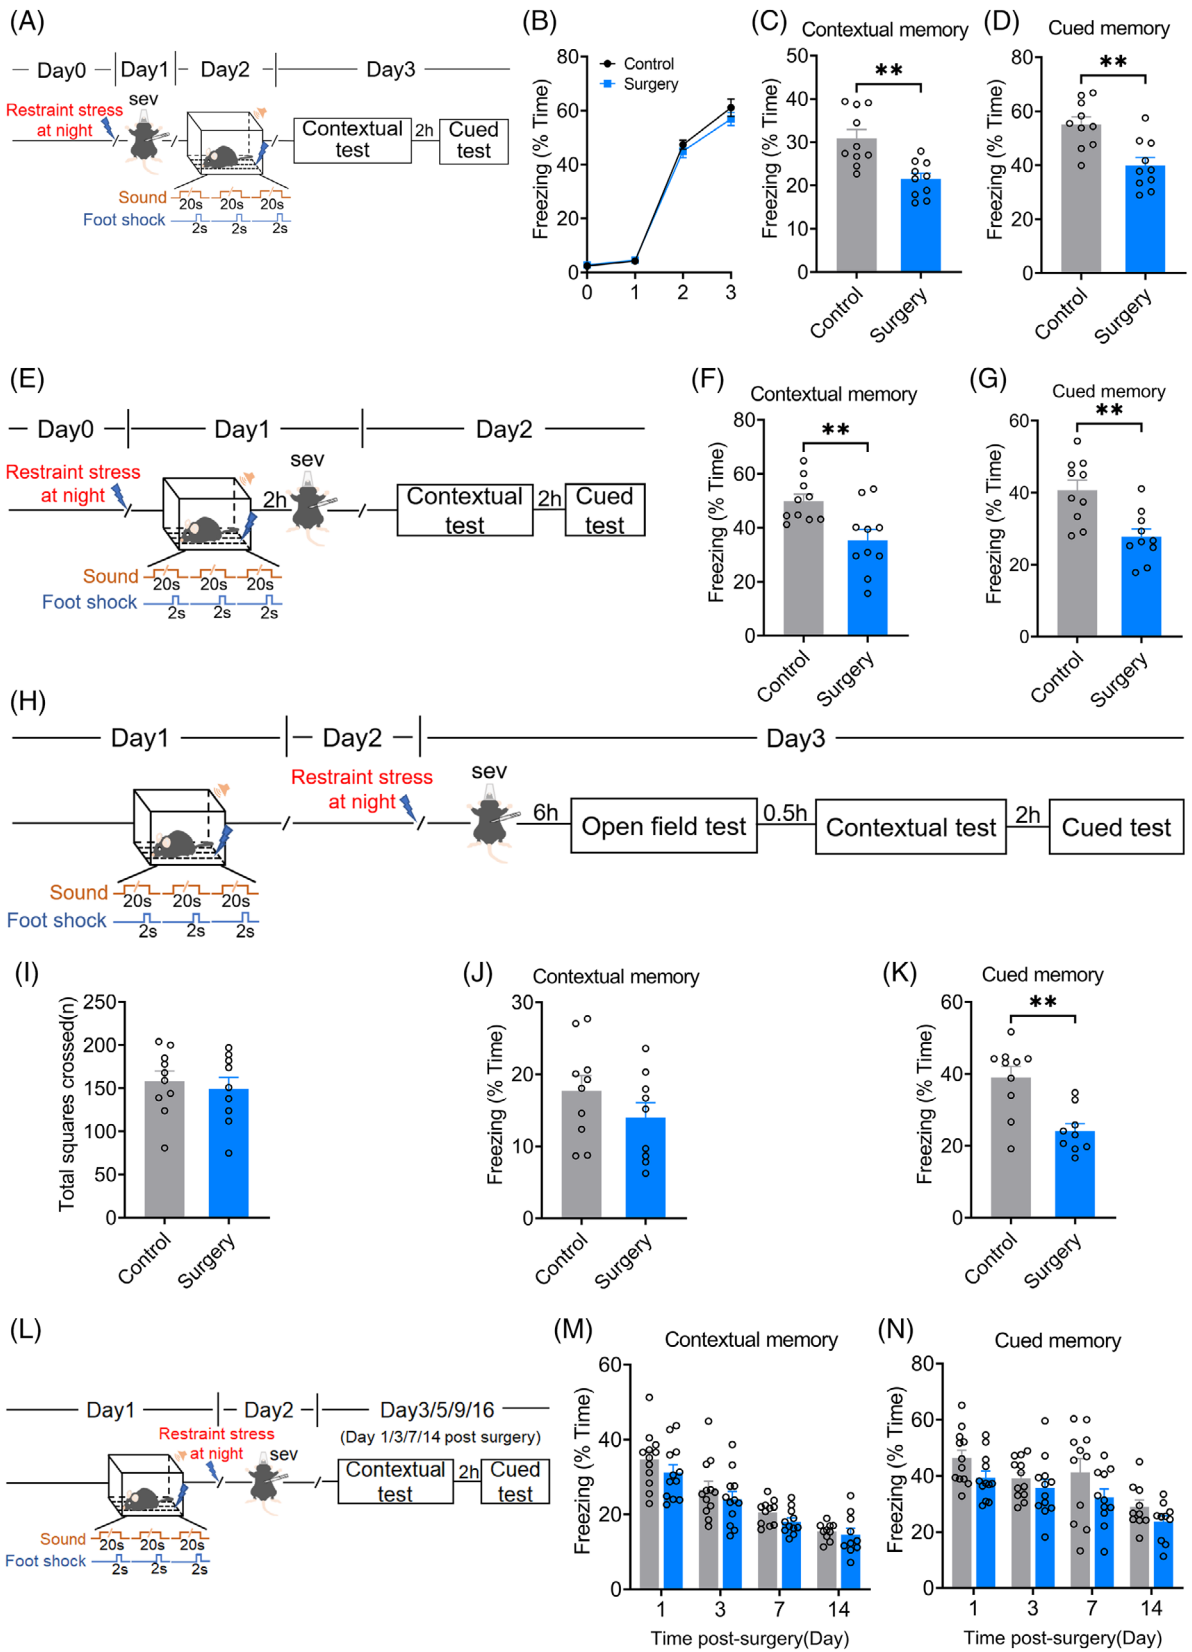 (A)
Day0
Day1
Day2
Day3
Restraint stress
at night
sev
Contextual
test
2h
Cued
test
Sound
20s 20s 20s
Foot shock
2s 2s 2s
(B)
Freezing (% Time)
80
60
40
20
0
0 1 2 3
Control
Surgery
(C)
Contextual memory
**
Freezing (% Time)
50
40
30
20
10
0
Control
Surgery
(D)
Cued memory
**
Freezing (% Time)
80
60
40
20
0
Control
Surgery
(E)
Day0
Day1
Day2
Restraint stress
at night
2h
sev
Contextual
test
2h
Cued
test
Sound
20s 20s 20s
Foot shock
2s 2s 2s
(F)
Contextual memory
**
Freezing (% Time)
80
60
40
20
0
Control
Surgery
(G)
Cued memory
**
Freezing (% Time)
60
40
20
0
Control
Surgery
(H)
Day1
Day2
Day3
Restraint stress
at night
sev
6h
Open field test
0.5h
Contextual test
2h
Cued test
Sound
20s 20s 20s
Foot shock
2s 2s 2s
(I)
Total squares crossed(n)
250
200
150
100
50
0
Control
Surgery
(J)
Contextual memory
Freezing (% Time)
30
20
10
0
Control
Surgery
(K)
Cued memory
**
Freezing (% Time)
60
40
20
0
Control
Surgery
(L)
Day1
Day2
Day3/5/9/16
(Day 1/3/7/14 post surgery)
Restraint stress
at night
sev
Contextual
test
2h
Cued
test
Sound
20s 20s 20s
Foot shock
2s 2s 2s
(M)
Contextual memory
Freezing (% Time)
60
40
20
0
1 3 7 14
Time post-surgery(Day)
(N)
Cued memory
Freezing (% Time)
80
60
40
20
0
1 3 7 14
Time post-surgery(Day)